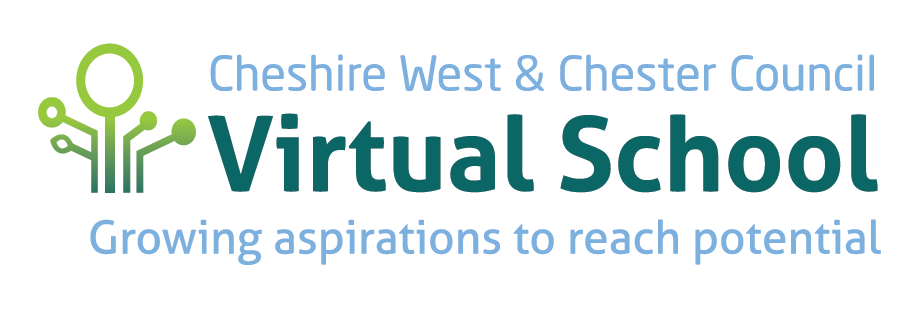 Cheshire West & Chester Council
Virtual School
Growing aspirations to reach potential